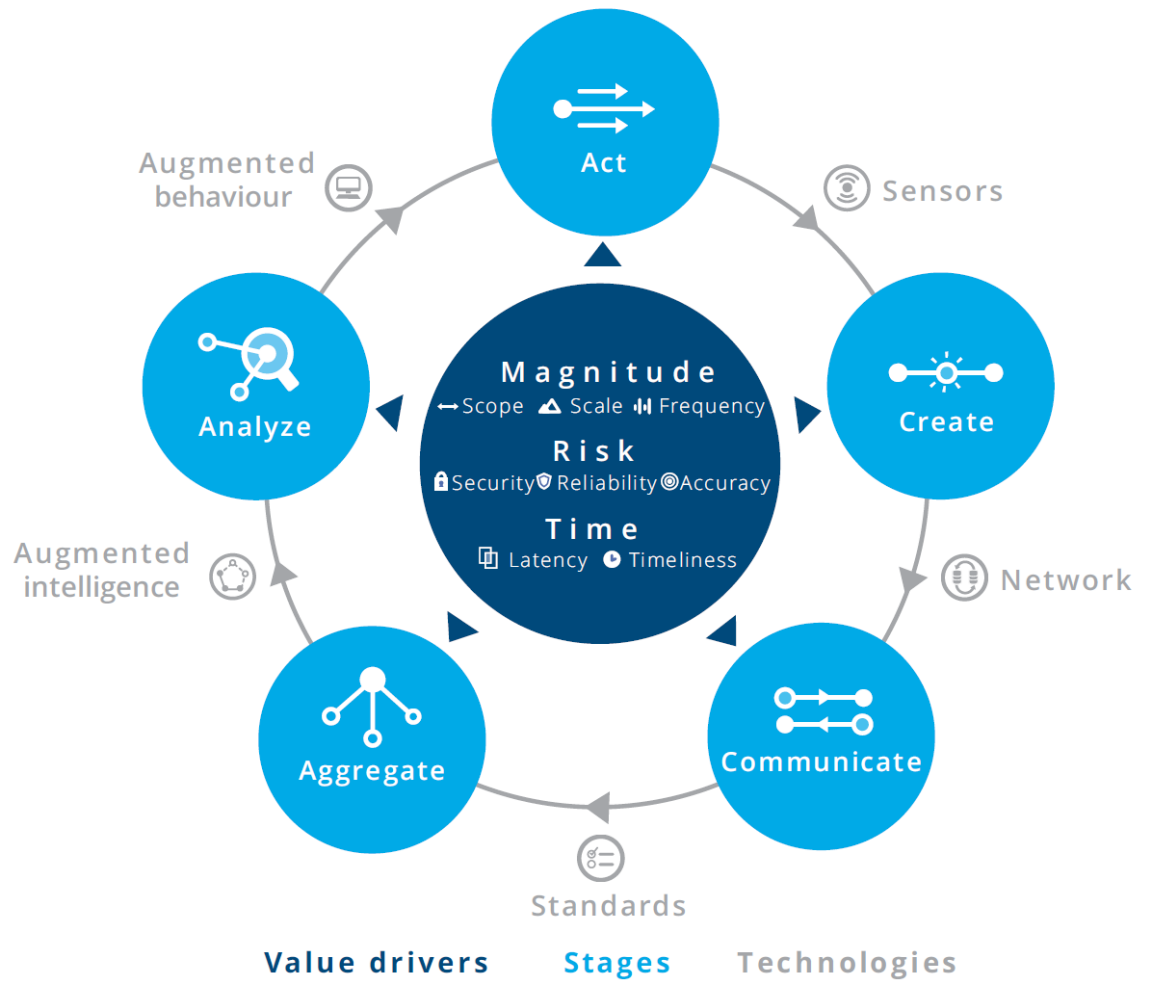 Act
Augmented
behaviour
Sensors
Analyze
Create
Magnitude
Scope Scale Frequency
Risk
Security Reliability Accuracy
Time
Latency Timeliness
Augmented
intelligence
Network
Aggregate
Communicate
Standards
Value drivers Stages Technologies